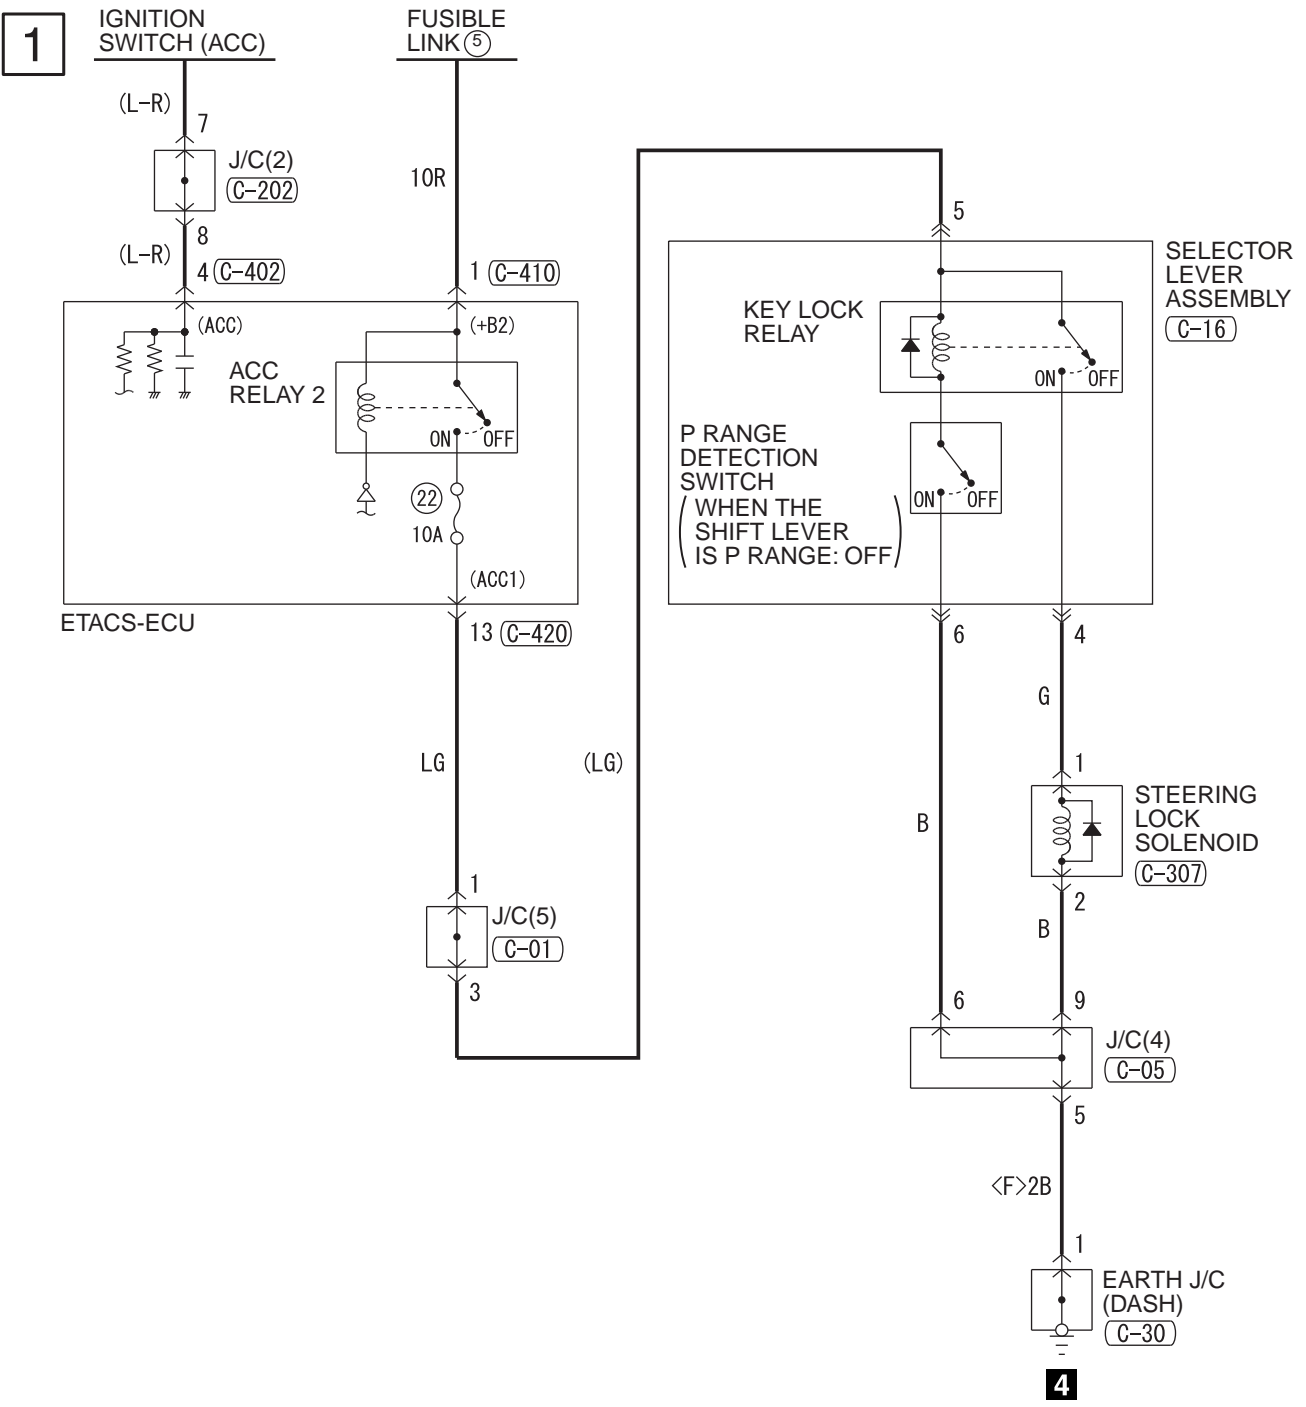 1
IGNITION
SWITCH (ACC)
FUSIBLE
LINK 5
(L-R)
7
J/C(2)
C-202
8
(L-R)
4 C-402
10R
1 C-410
(ACC)
(+B2)
ACC
RELAY 2
ON OFF
22
10A
(ACC1)
ETACS-ECU
13 C-420
LG
(LG)
1
J/C(5)
C-01
3
5
SELECTOR
LEVER
ASSEMBLY
C-16
KEY LOCK
RELAY
ON OFF
P RANGE
DETECTION
SWITCH
(WHEN THE
SHIFT LEVER
IS P RANGE: OFF)
ON OFF
6
4
G
1
STEERING
LOCK
SOLENOID
C-307
B
2
B
6
9
J/C(4)
C-05
5
<F>2B
1
EARTH J/C
(DASH)
C-30
4